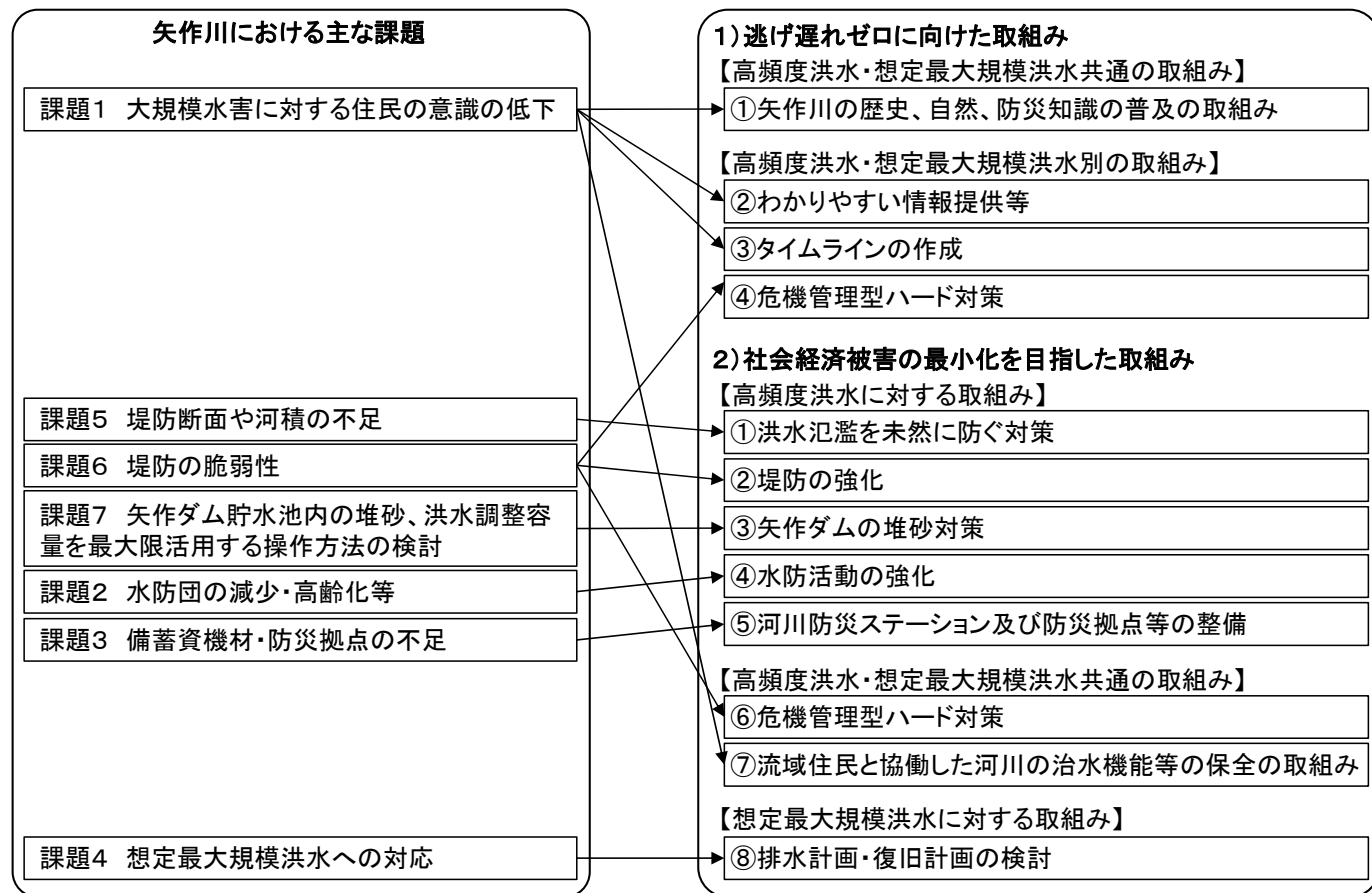 矢作川における主な課題
課題1 大規模水害に対する住民の意識の低下
課題5 堤防断面や河積の不足
課題6 堤防の脆弱性
課題7 矢作ダム貯水池内の堆砂、洪水調整容
量を最大限活用する操作方法の検討
課題2 水防団の減少・高齢化等
課題3 備蓄資機材・防災拠点の不足
課題4 想定最大規模洪水への対応
1)逃げ遅れゼロに向けた取組み
【高頻度洪水・想定最大規模洪水共通の取組み】
①矢作川の歴史、自然、防災知識の普及の取組み
【高頻度洪水・想定最大規模洪水別の取組み】
②わかりやすい情報提供等
③タイムラインの作成
④危機管理型ハード対策
2)社会経済被害の最小化を目指した取組み
【高頻度洪水に対する取組み】
①洪水氾濫を未然に防ぐ対策
②堤防の強化
③矢作ダムの堆砂対策
④水防活動の強化
⑤河川防災ステーション及び防災拠点等の整備
【高頻度洪水・想定最大規模洪水共通の取組み】
⑥危機管理型ハード対策
⑦流域住民と協働した河川の治水機能等の保全の取組み
【想定最大規模洪水に対する取組み】
⑧排水計画・復旧計画の検討